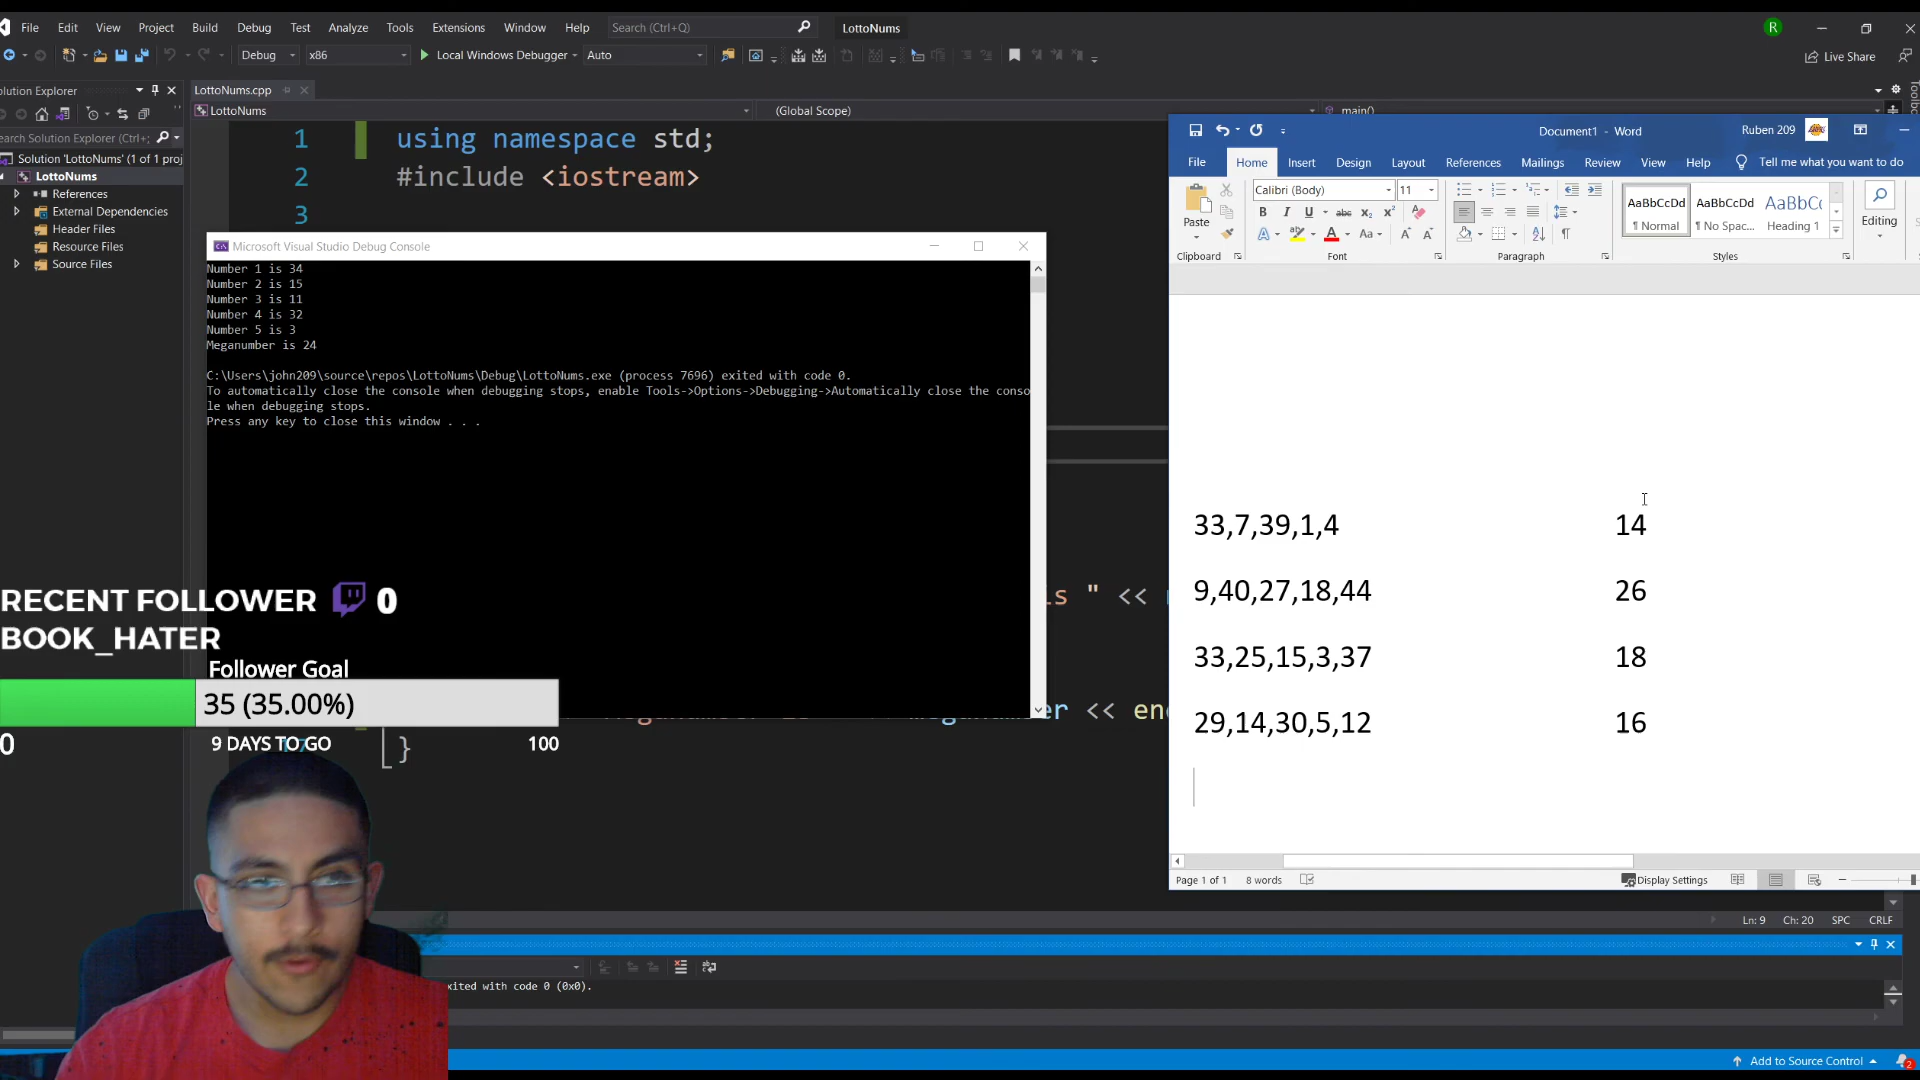 File Edit View Project Build Debug Test Analyze Tools Extensions Window Help Search (Ctrl+Q) LottoNums R
Debug x86 Local Windows Debugger Auto Live Share
Solution Explorer LottoNums.cpp
LottoNums (Global Scope) main()
Search Solution Explorer (Ctrl+;)
Solution 'LottoNums' (1 of 1 proj
LottoNums
References
External Dependencies
Header Files
Resource Files
Source Files
1 using namespace std;
2 #include <iostream>
3
Microsoft Visual Studio Debug Console
Number 1 is 34
Number 2 is 15
Number 3 is 11
Number 4 is 32
Number 5 is 3
Meganumber is 24
C:\Users\john209\source\repos\LottoNums\Debug\LottoNums.exe (process 7696) exited with code 0.
To automatically close the console when debugging stops, enable Tools->Options->Debugging->Automatically close the conso
le when debugging stops.
Press any key to close this window . . .
is " <<
<< en
}
RECENT FOLLOWER 0
BOOK_HATER
Follower Goal
35 (35.00%)
0 9 DAYS TO GO 100
Document1 - Word Ruben 209
File Home Insert Design Layout References Mailings Review View Help Tell me what you want to do
Paste Calibri (Body) 11 AaBbCcDd AaBbCcDd AaBbCc Editing
¶ Normal ¶ No Spac... Heading 1
Clipboard Font Paragraph Styles
33,7,39,1,4 14
9,40,27,18,44 26
33,25,15,3,37 18
29,14,30,5,12 16
Page 1 of 1 8 words Display Settings
Ln: 9 Ch: 20 SPC CRLF
exited with code 0 (0x0).
Add to Source Control 2